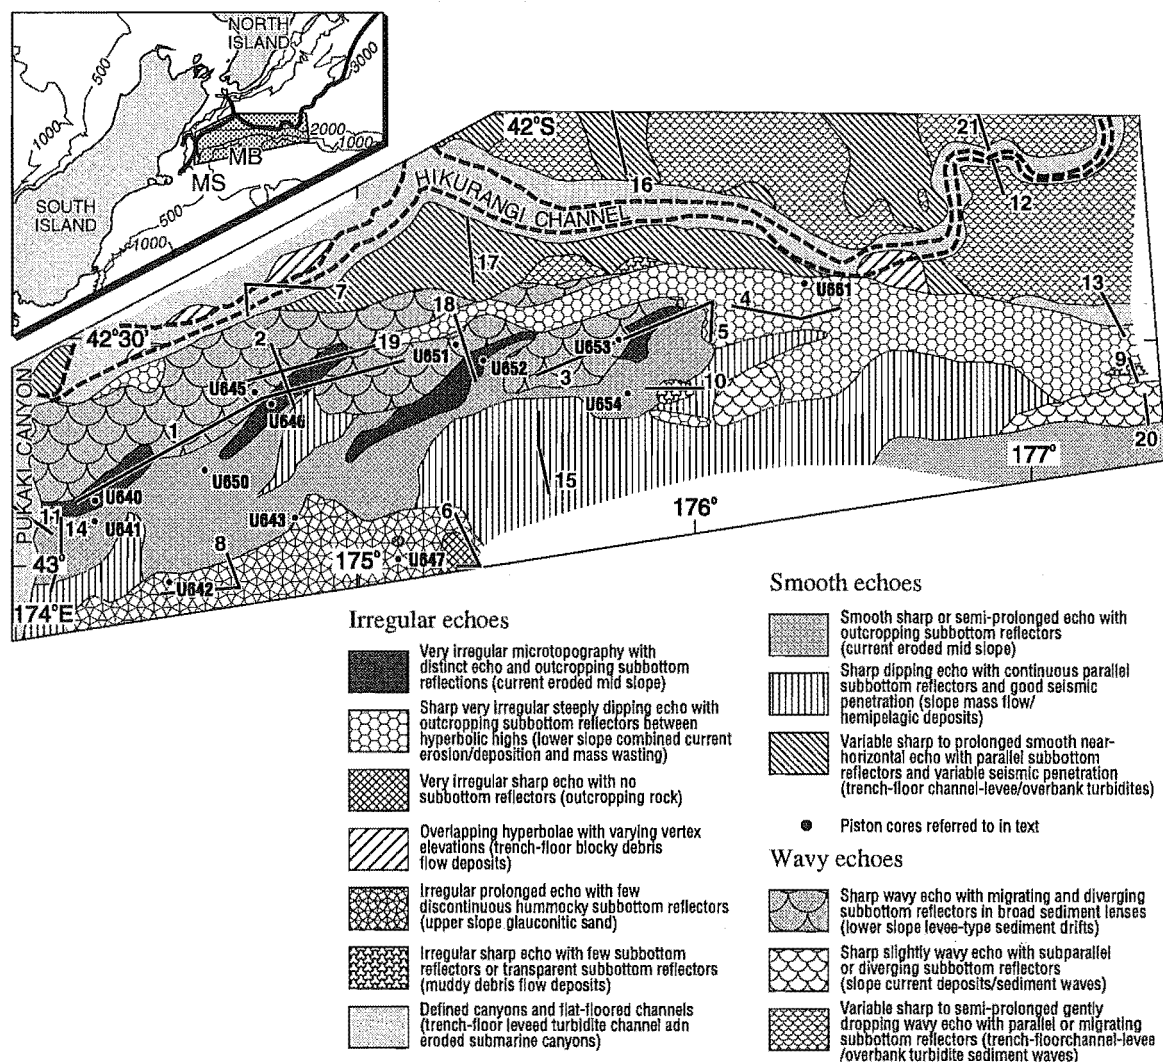 NORTH
ISLAND
500
3000
1000
2000
1000
MB
MS
SOUTH
ISLAND
500
1000
42°S
21
16
12
HIKURANGI CHANNEL
17
7
U661
13
4
18
42°30'
2
19
U651
5
9
U653
U652
U645
3
10
U654
U646
1
20
177°
PUKAKI CANYON
U650
15
176°
U640
11
14
U641
U643
6
8
43°
175°
U647
U642
174°E
Irregular echoes
Very irregular microtopography with
distinct echo and outcropping subbottom
reflections (current eroded mid slope)
Sharp very irregular steeply dipping echo with
outcropping subbottom reflectors between
hyperbolic highs (lower slope combined current
erosion/deposition and mass wasting)
Very irregular sharp echo with no
subbottom reflectors (outcropping rock)
Overlapping hyperbolae with varying vertex
elevations (trench-floor blocky debris
flow deposits)
Irregular prolonged echo with few
discontinuous hummocky subbottom reflectors
(upper slope glauconitic sand)
Irregular sharp echo with few subbottom
reflectors or transparent subbottom reflectors
(muddy debris flow deposits)
Defined canyons and flat-floored channels
(trench-floor leveed turbidite channel adn
eroded submarine canyons)
Smooth echoes
Smooth sharp or semi-prolonged echo with
outcropping subbottom reflectors
(current eroded mid slope)
Sharp dipping echo with continuous parallel
subbottom reflectors and good seismic
penetration (slope mass flow/
hemipelagic deposits)
Variable sharp to prolonged smooth near-
horizontal echo with parallel subbottom
reflectors and variable seismic penetration
(trench-floor channel-levee/overbank turbidites)
Piston cores referred to in text
Wavy echoes
Sharp wavy echo with migrating and diverging
subbottom reflectors in broad sediment lenses
(lower slope levee-type sediment drifts)
Sharp slightly wavy echo with subparallel
or diverging subbottom reflectors
(slope current deposits/sediment waves)
Variable sharp to semi-prolonged gently
dropping wavy echo with parallel or migrating
subbottom reflectors (trench-floorchannel-levee
/overbank turbidite sediment waves)